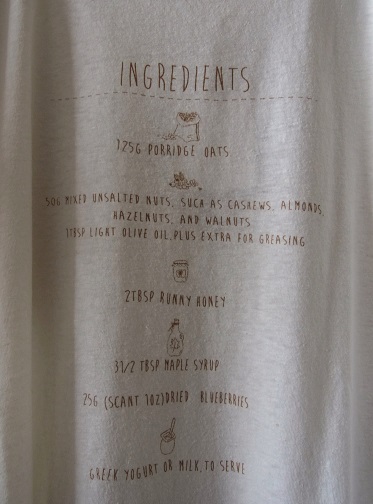 INGREDIENTS
125G PORRIDGE OATS
50G MIXED UNSALTED NUTS, SUCH AS CASHEWS, ALMONDS,
HAZELNUTS, AND WALNUTS
1TBSP LIGHT OLIVE OIL, PLUS EXTRA FOR GREASING
2TBSP RUNNY HONEY
31/2 TBSP MAPLE SYRUP
25G (SCANT 1OZ)DRIED BLUEBERRIES
GREEK YOGURT OR MILK, TO SERVE